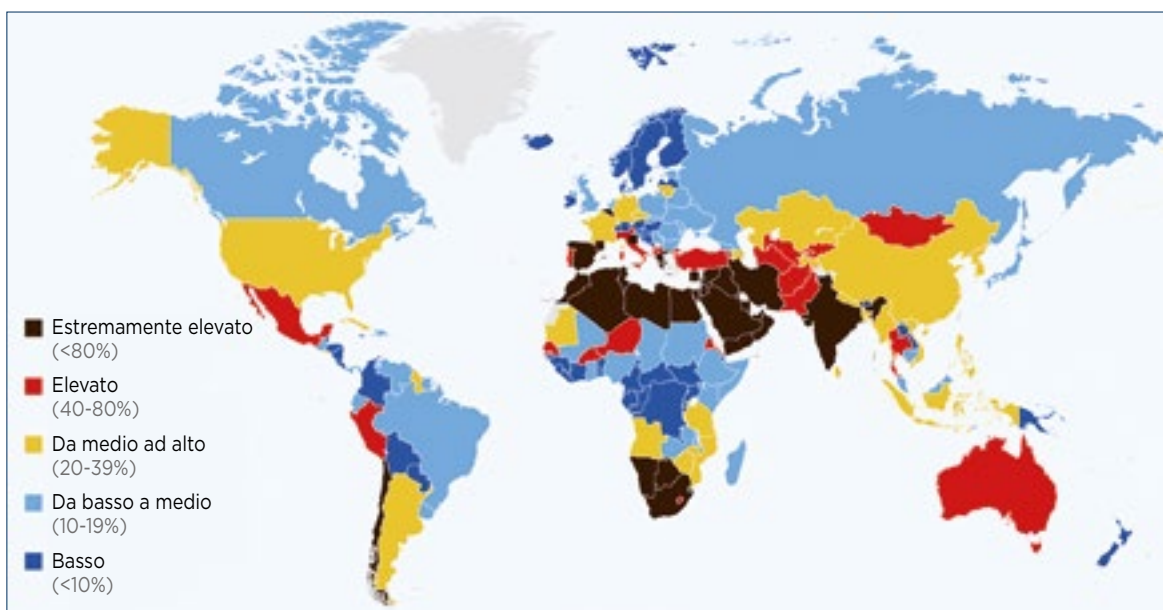 Estremamente elevato
(<80%)
Elevato
(40-80%)
Da medio ad alto
(20-39%)
Da basso a medio
(10-19%)
Basso
(<10%)